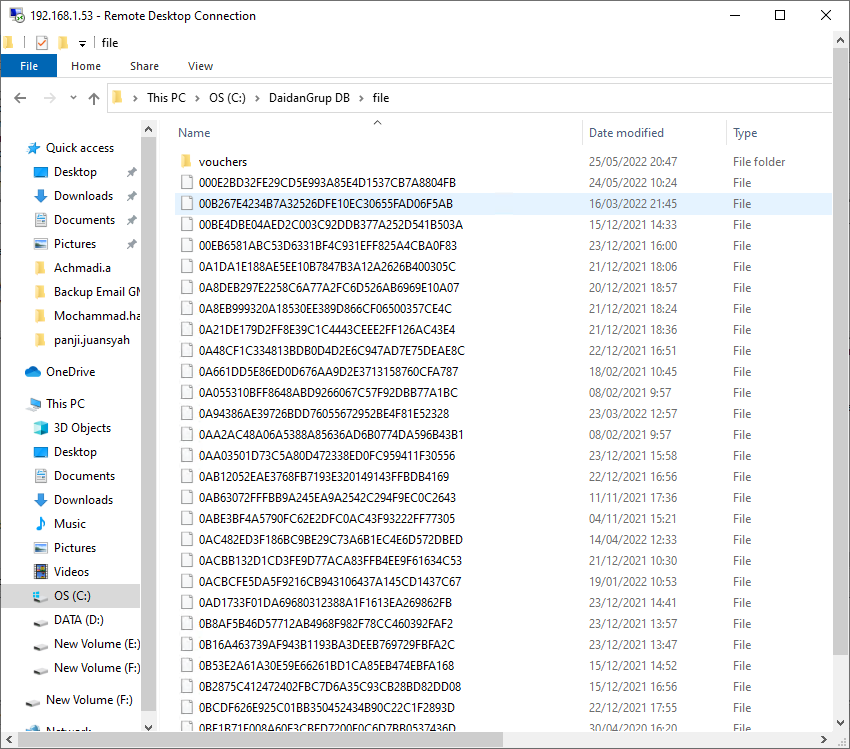 192.168.1.53 - Remote Desktop Connection
file
File Home Share View
This PC OS (C:) DaidanGrup DB file
Name Date modified Type
Quick access
Desktop
Downloads
Documents
Pictures
Achmadi.a
Backup Email
Mochammad.ha
panji.juansyah
OneDrive
This PC
3D Objects
Desktop
Documents
Downloads
Music
Pictures
Videos
OS (C:)
DATA (D:)
New Volume (E:)
New Volume (F:)
New Volume (F:)
Network
vouchers 25/05/2022 20:47 File folder
000E2BD32FE29CD5E993A85E4D1537CB7A8804FB 24/05/2022 10:24 File
00B267E4234B7A32526DFE10EC30655FAD06F5AB 16/03/2022 21:45 File
00BE4DBE04AED2C003C92DDB377A252D541B503A 15/12/2021 14:33 File
00EB6581ABC53D6331BF4C931EFF825A4CBA0F83 23/12/2021 16:00 File
0A1DA1E188AE5EE10B7847B3A12A2626B400305C 21/12/2021 18:06 File
0A8DEB297E2258C6A77A2FC6D526AB6969E10A07 20/12/2021 18:57 File
0A8EB999320A18530EE389D866CF06500357CE4C 21/12/2021 18:24 File
0A21DE179D2FF8E39C1C4443CEEE2FF126AC43E4 21/12/2021 18:36 File
0A48CF1C334813BDB0D4D2E6C947AD7E75DEAE8C 22/12/2021 16:51 File
0A661DD5E86ED0D676AA9D2E3713158760CFA787 18/02/2021 10:45 File
0A055310BFF8648ABD9266067C57F92DBB77A1BC 08/02/2021 9:57 File
0A94386AE39726BDD76055672952BE4F81E52328 23/03/2022 12:57 File
0AA2AC48A06A5388A85636AD6B0774DA596B43B1 08/02/2021 9:57 File
0AA03501D73C5A80D472338ED0FC959411F30556 23/12/2021 15:58 File
0AB12052EAE3768FB7193E320149143FFBDB4169 22/12/2021 16:56 File
0AB63072FFFBB9A245EA9A2542C294F9EC0C2643 11/11/2021 17:36 File
0ABE3BF4A5790FC62E2DFC0AC43F93222FF77305 04/11/2021 15:21 File
0AC482ED3F186BC9BE29C73A6B1EC4E6D572DBED 14/04/2022 12:33 File
0ACBB132D1CD3FE9D77ACA83FFB4EE9F61634C53 21/12/2021 10:30 File
0ACBCFE5DA5F9216CB943106437A145CD1437C67 19/01/2022 10:53 File
0AD1733F01DA69680312388A1F1613EA269862FB 23/12/2021 14:41 File
0B8AF5B46D57712AB4968F982F78CC460392FAF2 23/12/2021 13:57 File
0B16A463739AF943B1193BA3DEEB769729FBFA2C 23/12/2021 13:47 File
0B53E2A61A30E59E66261BD1CA85EB474EBFA168 15/12/2021 14:52 File
0B2875C412472402FBC7D6A35C93CB28BD82DD08 15/12/2021 16:56 File
0BCDF626E925C01BB350452434B90C22C1F2893D 22/12/2021 17:55 File
30/04/2020 16:20 File